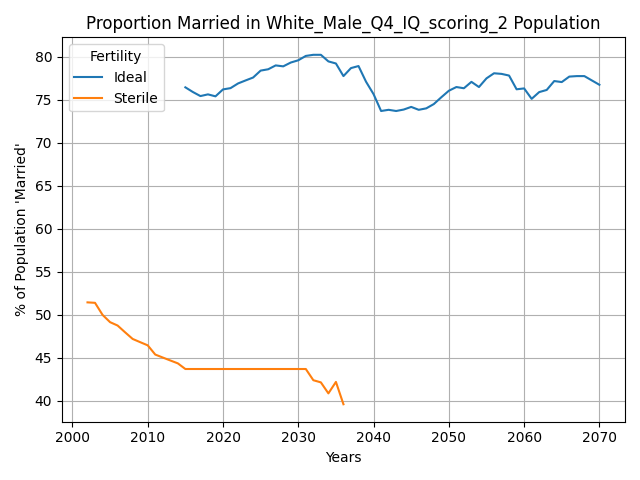 Proportion Married in White_Male_Q4_IQ_scoring_2 Population
Fertility
Ideal
Sterile
% of Population 'Married'
80
75
70
65
60
55
50
45
40
2000
2010
2020
2030
2040
2050
2060
2070
Years